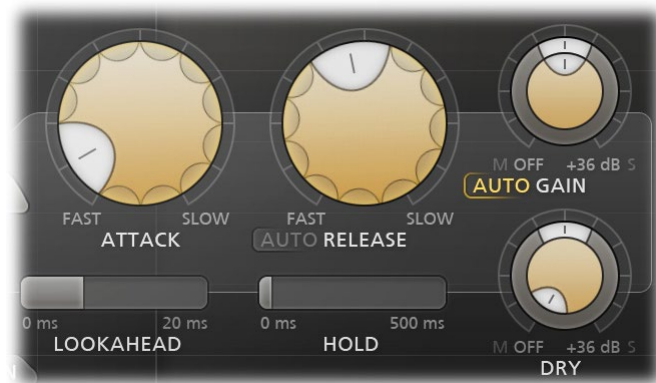 M OFF +36 dB S
AUTO GAIN
FAST SLOW
ATTACK
FAST SLOW
AUTO RELEASE
0 ms 20 ms
LOOKAHEAD
0 ms 500 ms
HOLD
M OFF +36 dB S
DRY